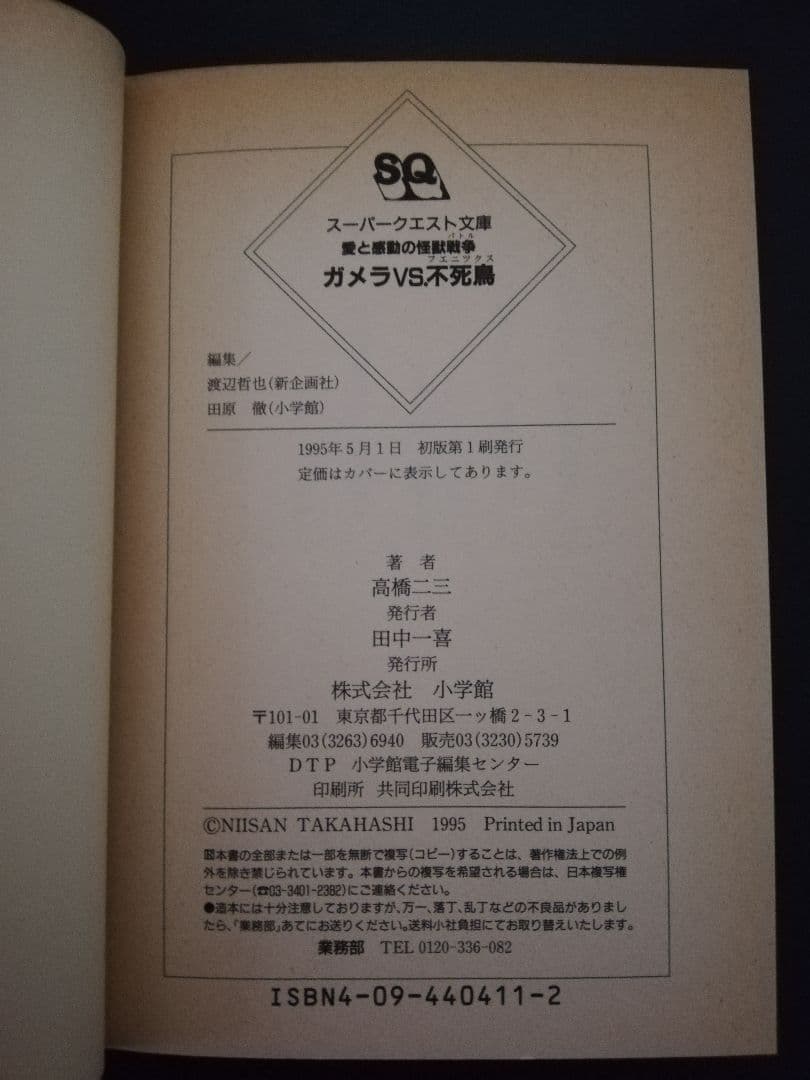 SQ
スーパークエスト文庫
バトル
愛と感動の怪獣戦争
フエニツクス
ガメラVS.不死鳥
編集／
渡辺哲也（新企画社）
田原　徹（小学館）
1995年5月1日　初版第1刷発行
定価はカバーに表示してあります。
著　者
高橋二三
発行者
田中一喜
発行所
株式会社　小学館
〒101-01　東京都千代田区一ッ橋2-3-1
編集03(3263)6940　販売03(3230)5739
DTP　小学館電子編集センター
印刷所　共同印刷株式会社
©NIISAN TAKAHASHI　1995　Printed in Japan
本書の全部または一部を無断で複写（コピー）することは、著作権法上での例
外を除き禁じられています。本書からの複写を希望される場合は、日本複写権
センター（☎03-3401-2382）にご連絡ください。
●造本には十分注意しておりますが、万一、落丁、乱丁などの不良品がありまし
たら、「業務部」あてにお送りください。送料小社負担にてお取り替えいたします。
業務部　TEL 0120-336-082
ISBN4-09-440411-2